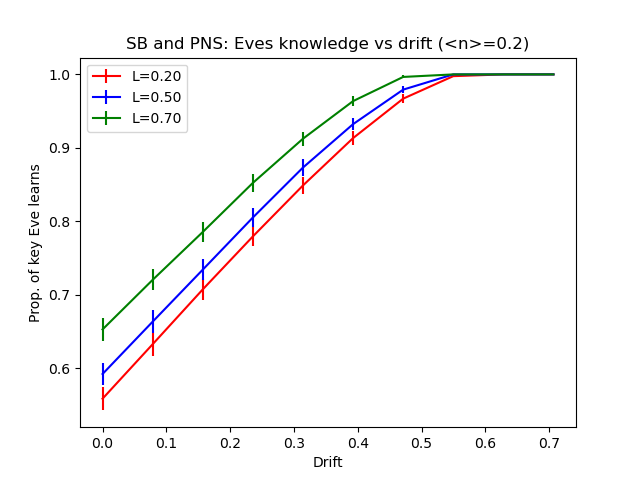 SB and PNS: Eves knowledge vs drift (<n>=0.2)
L=0.20
L=0.50
L=0.70
Prop. of key Eve learns
1.0
0.9
0.8
0.7
0.6
0.0 0.1 0.2 0.3 0.4 0.5 0.6 0.7
Drift